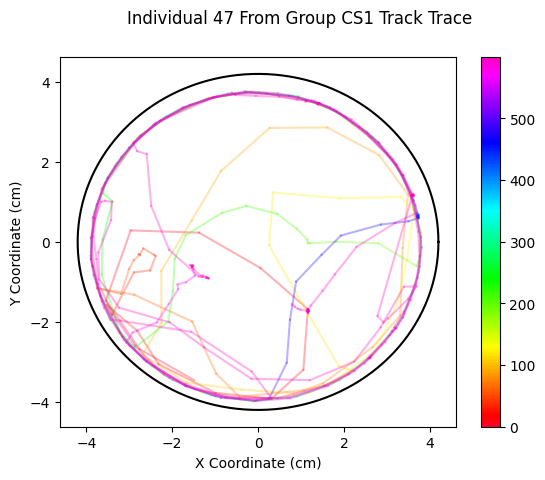 Individual 47 From Group CS1 Track Trace
4
2
0
−2
−4
Y Coordinate (cm)
−4 −2 0 2 4
X Coordinate (cm)
500
400
300
200
100
0